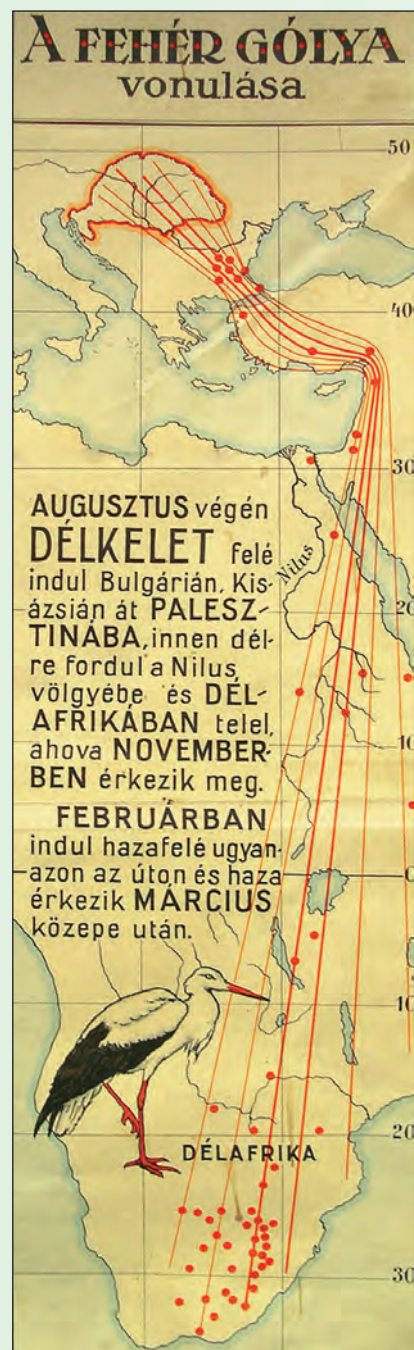 A FEHÉR GÓLYA
vonulása
50
40
30
Nilus
AUGUSZTUS végén
DÉLKELET felé
indul Bulgárián, Kis-
ázsián át PALESZ-
TINÁBA, innen dél-
re fordul a Nilus
völgyébe és DÉL-
AFRIKÁBAN telel,
ahova NOVEMBER-
BEN érkezik meg.
FEBRUÁRBAN
indul hazafelé ugyan-
azon az úton és haza
érkezik MÁRCIUS
közepe után.
20
10
0
10
20
DÉLAFRIKA
30